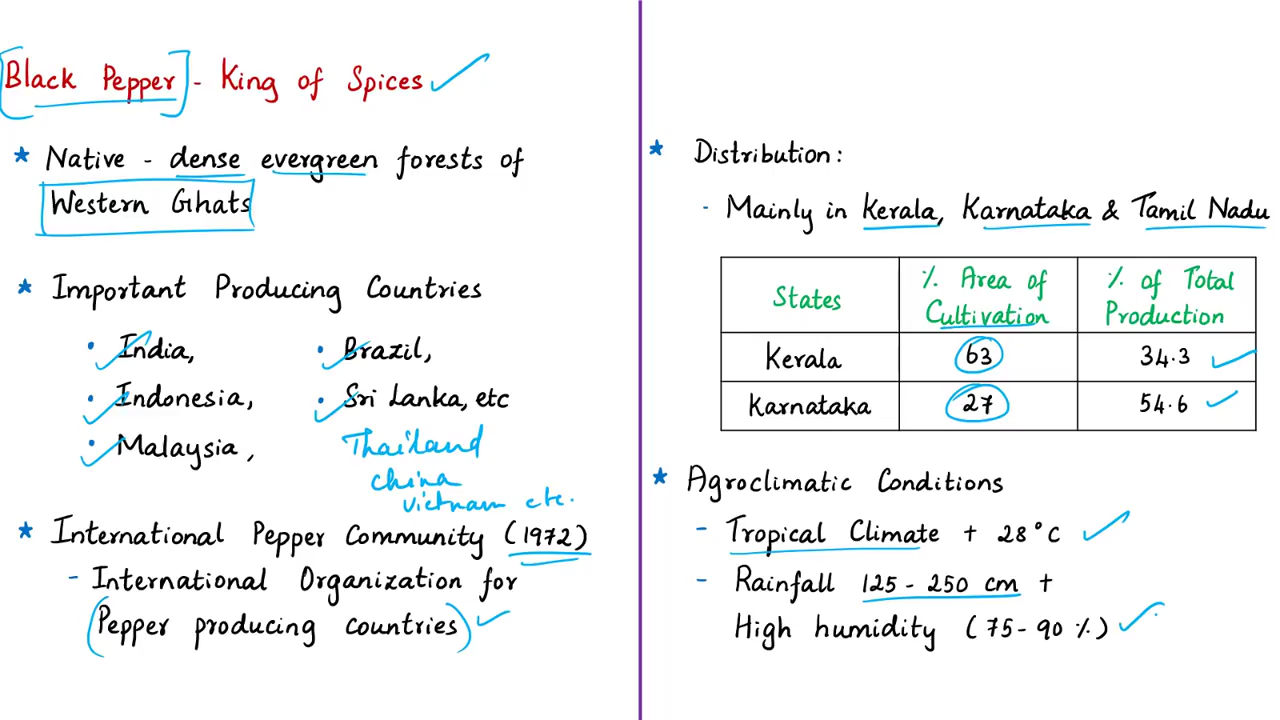 Black Pepper - King of Spices
* Native - dense evergreen forests of
Western Ghats
* Important Producing Countries
• India, • Brazil,
• Indonesia, • Sri Lanka, etc
• Malaysia, Thailand
china
vietnam etc.
* International Pepper Community (1972)
- International Organization for
(Pepper producing countries)
* Distribution:
- Mainly in Kerala, Karnataka & Tamil Nadu
States % Area of Cultivation % of Total Production
Kerala 63 34.3
Karnataka 27 54.6
* Agroclimatic Conditions
- Tropical Climate + 28°C
- Rainfall 125 - 250 cm +
High humidity (75 - 90 %)